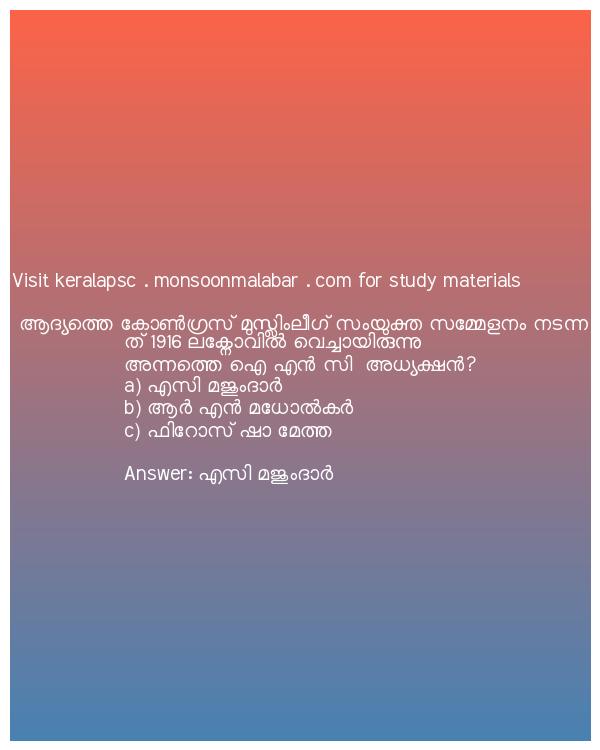 Visit keralapsc . monsoonmalabar . com for study materials
ആദ്യത്തെ കോൺഗ്രസ് മുസ്ലിംലീഗ് സംയുക്ത സമ്മേളനം നടന്ന
ത് 1916 ലക്നോവിൽ വെച്ചായിരുന്നു
അന്നത്തെ ഐ എൻ സി അധ്യക്ഷൻ?
a) എസി മജുംദാർ
b) ആർ എൻ മധോൽകർ
c) ഫിറോസ് ഷാ മേത്ത
Answer: എസി മജുംദാർ